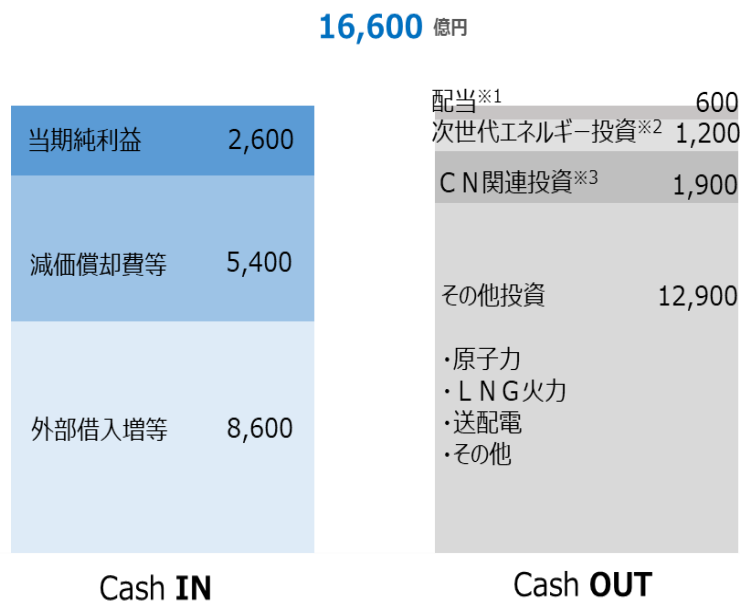 16,600 億円
当期純利益 2,600
減価償却費等 5,400
外部借入増等 8,600
Cash IN
配当※1 600
次世代エネルギー投資※2 1,200
ＣＮ関連投資※3 1,900
その他投資 12,900
・原子力
・ＬＮＧ火力
・送配電
・その他
Cash OUT